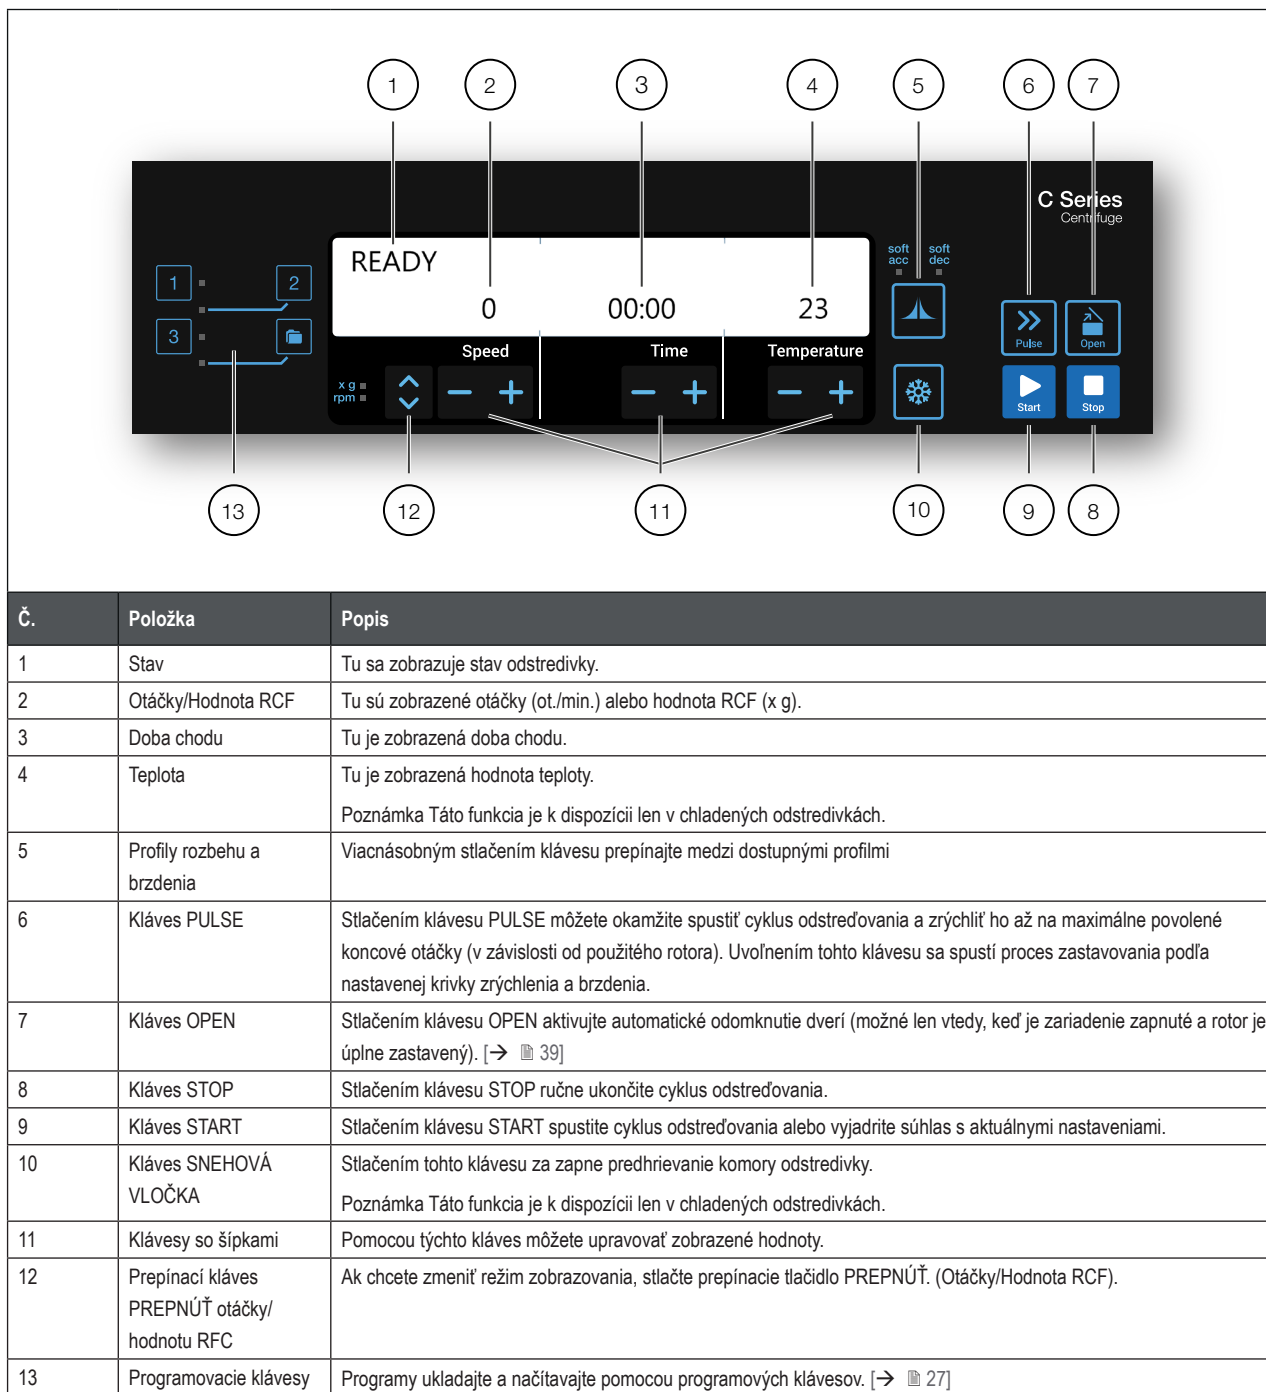 1 2 3 4 5 6 7
C Series
Centrifuge
soft acc
soft dec
READY
0 00:00 23
1 2
3
Pulse Open
Speed Time Temperature
x g
rpm
Start Stop
13 12 11 10 9 8
Č. Položka Popis
1 Stav Tu sa zobrazuje stav odstredivky.
2 Otáčky/Hodnota RCF Tu sú zobrazené otáčky (ot./min.) alebo hodnota RCF (x g).
3 Doba chodu Tu je zobrazená doba chodu.
4 Teplota Tu je zobrazená hodnota teploty.
Poznámka Táto funkcia je k dispozícii len v chladených odstredivkách.
5 Profily rozbehu a Viacnásobným stlačením klávesu prepínajte medzi dostupnými profilmi
brzdenia
6 Kláves PULSE Stlačením klávesu PULSE môžete okamžite spustiť cyklus odstreďovania a zrýchliť ho až na maximálne povolené
koncové otáčky (v závislosti od použitého rotora). Uvoľnením tohto klávesu sa spustí proces zastavovania podľa
nastavenej krivky zrýchlenia a brzdenia.
7 Kláves OPEN Stlačením klávesu OPEN aktivujte automatické odomknutie dverí (možné len vtedy, keď je zariadenie zapnuté a rotor je
úplne zastavený). [→ 39]
8 Kláves STOP Stlačením klávesu STOP ručne ukončite cyklus odstreďovania.
9 Kláves START Stlačením klávesu START spustite cyklus odstreďovania alebo vyjadrite súhlas s aktuálnymi nastaveniami.
10 Kláves SNEHOVÁ Stlačením tohto klávesu za zapne predhrievanie komory odstredivky.
VLOČKA Poznámka Táto funkcia je k dispozícii len v chladených odstredivkách.
11 Klávesy so šípkami Pomocou týchto kláves môžete upravovať zobrazené hodnoty.
12 Prepínací kláves Ak chcete zmeniť režim zobrazovania, stlačte prepínacie tlačidlo PREPNÚŤ. (Otáčky/Hodnota RCF).
PREPNÚŤ otáčky/
hodnotu RFC
13 Programovacie klávesy Programy ukladajte a načítavajte pomocou programových klávesov. [→ 27]